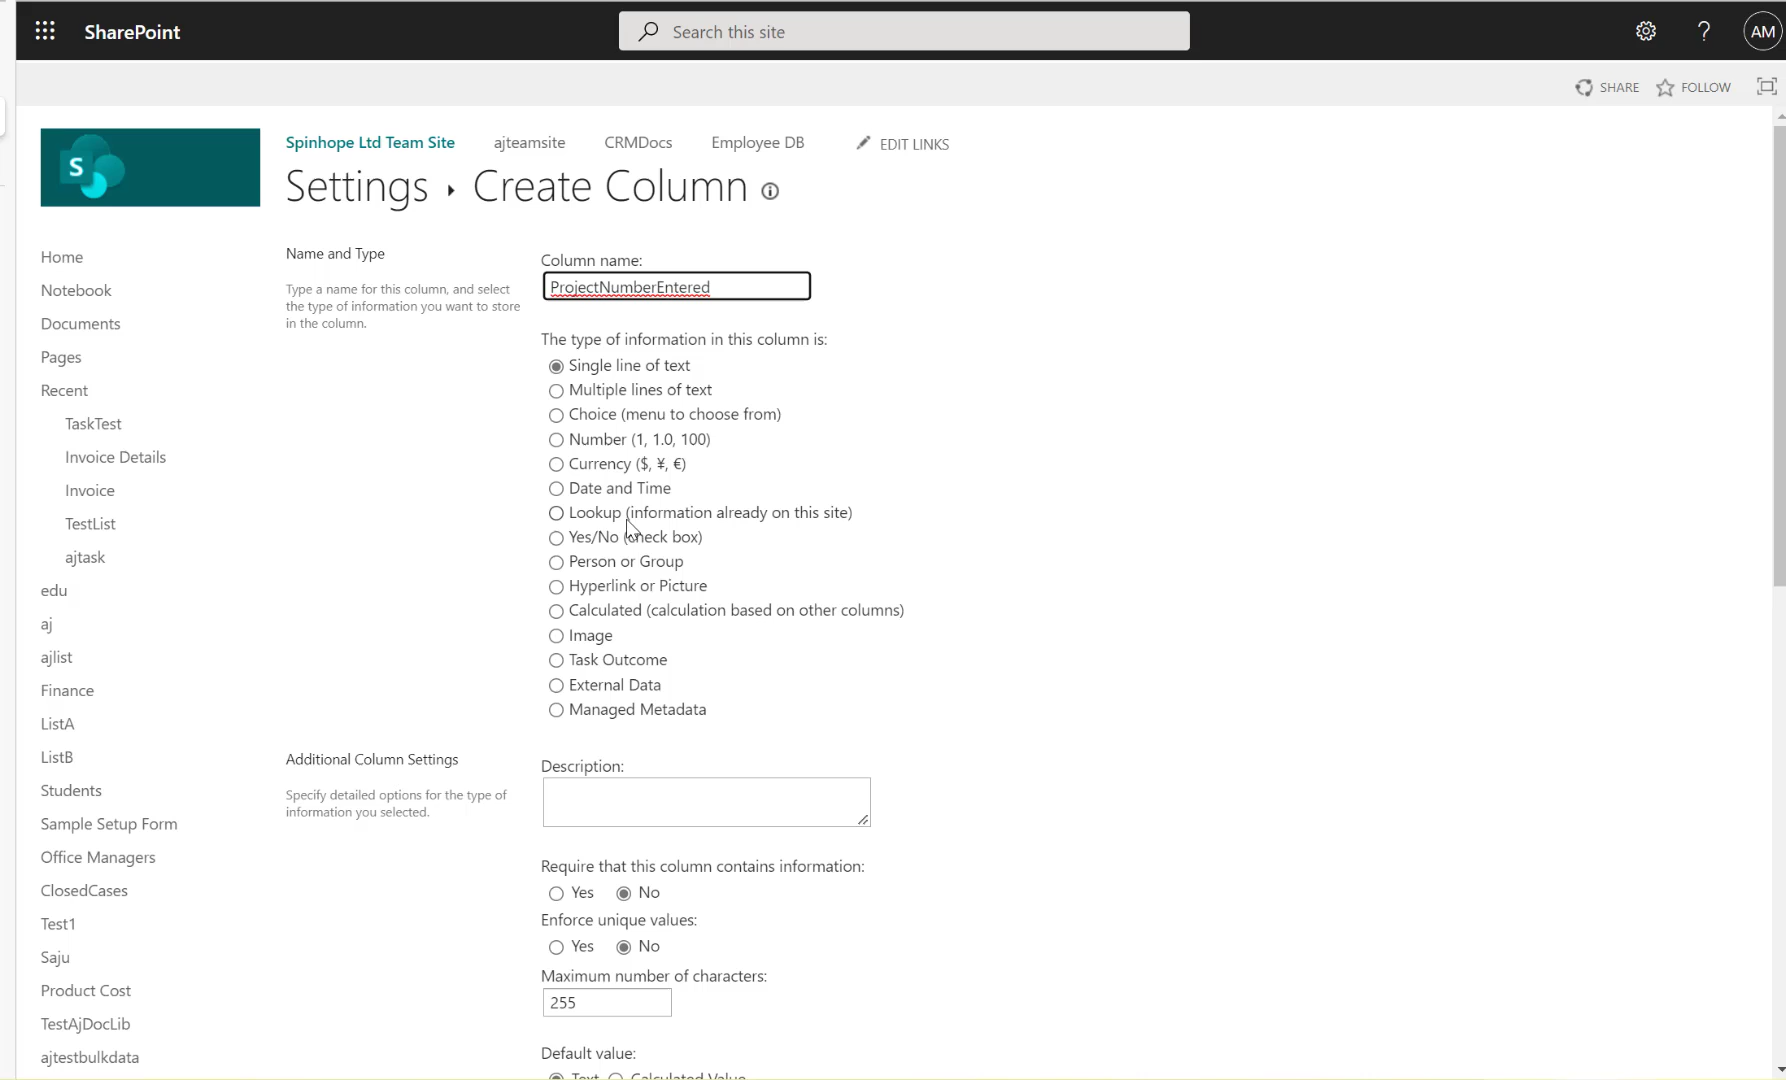 SharePoint
Search this site
?
AM
SHARE
FOLLOW
S
Spinhope Ltd Team Site
ajteamsite
CRMDocs
Employee DB
EDIT LINKS
Settings ▸ Create Column
Home
Notebook
Documents
Pages
Recent
TaskTest
Invoice Details
Invoice
TestList
ajtask
edu
aj
ajlist
Finance
ListA
ListB
Students
Sample Setup Form
Office Managers
ClosedCases
Test1
Saju
Product Cost
TestAjDocLib
ajtestbulkdata
Name and Type
Type a name for this column, and select
the type of information you want to store
in the column.
Column name:
ProjectNumberEntered
The type of information in this column is:
Single line of text
Multiple lines of text
Choice (menu to choose from)
Number (1, 1.0, 100)
Currency ($, ¥, €)
Date and Time
Lookup (information already on this site)
Yes/No (check box)
Person or Group
Hyperlink or Picture
Calculated (calculation based on other columns)
Image
Task Outcome
External Data
Managed Metadata
Additional Column Settings
Specify detailed options for the type of
information you selected.
Description:
Require that this column contains information:
Yes No
Enforce unique values:
Yes No
Maximum number of characters:
255
Default value:
Text Calculated Value